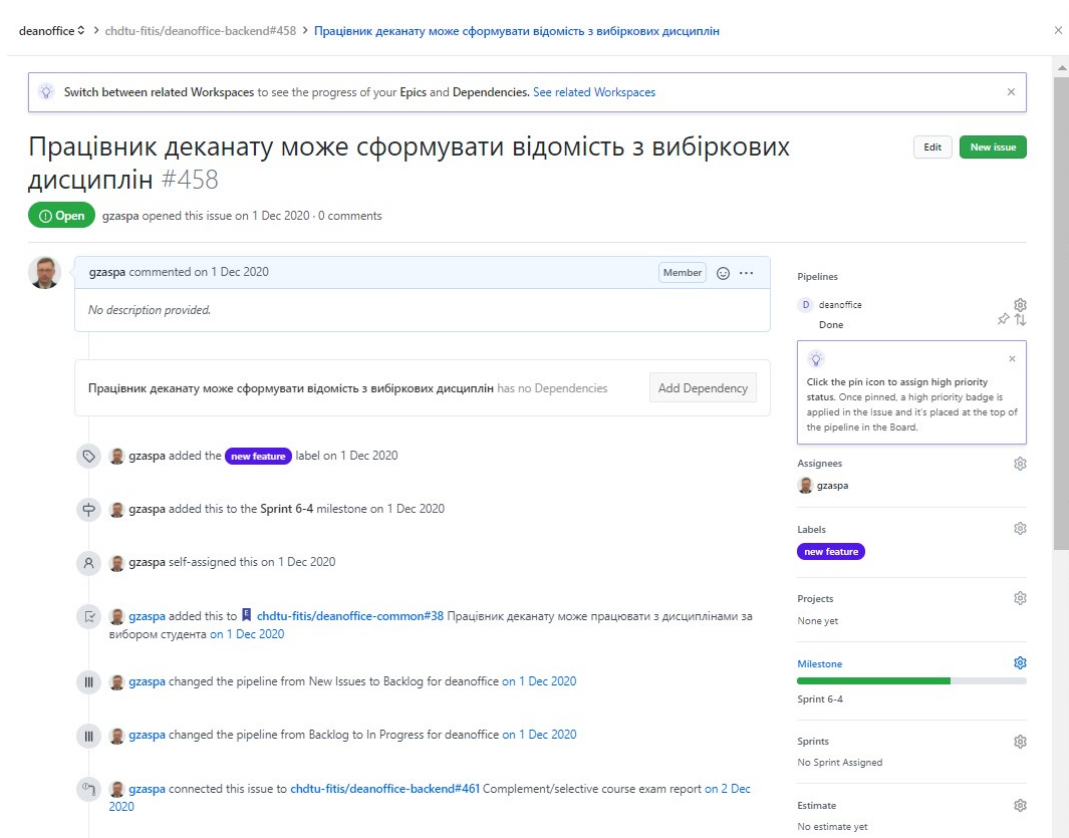 deanoffice > chdtu-fitis/deanoffice-backend#458 > Працівник деканату може сформувати відомість з вибіркових дисциплін
Switch between related Workspaces to see the progress of your Epics and Dependencies. See related Workspaces
Працівник деканату може сформувати відомість з вибіркових
дисциплін #458
Edit
New issue
Open
gzaspa opened this issue on 1 Dec 2020 · 0 comments
gzaspa commented on 1 Dec 2020
Member
No description provided.
Працівник деканату може сформувати відомість з вибіркових дисциплін has no Dependencies
Add Dependency
gzaspa added the new feature label on 1 Dec 2020
gzaspa added this to the Sprint 6-4 milestone on 1 Dec 2020
gzaspa self-assigned this on 1 Dec 2020
gzaspa added this to E chdtu-fitis/deanoffice-common#38 Працівник деканату може працювати з дисциплінами за
вибором студента on 1 Dec 2020
gzaspa changed the pipeline from New Issues to Backlog for deanoffice on 1 Dec 2020
gzaspa changed the pipeline from Backlog to In Progress for deanoffice on 1 Dec 2020
gzaspa connected this issue to chdtu-fitis/deanoffice-backend#461 Complement/selective course exam report on 2 Dec
2020
Pipelines
D deanoffice
Done
Click the pin icon to assign high priority
status. Once pinned, a high priority badge is
applied in the Issue and it's placed at the top of
the pipeline in the Board.
Assignees
gzaspa
Labels
new feature
Projects
None yet
Milestone
Sprint 6-4
Sprints
No Sprint Assigned
Estimate
No estimate yet